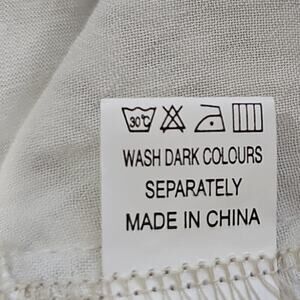 30°C
WASH DARK COLOURS
SEPARATELY
MADE IN CHINA